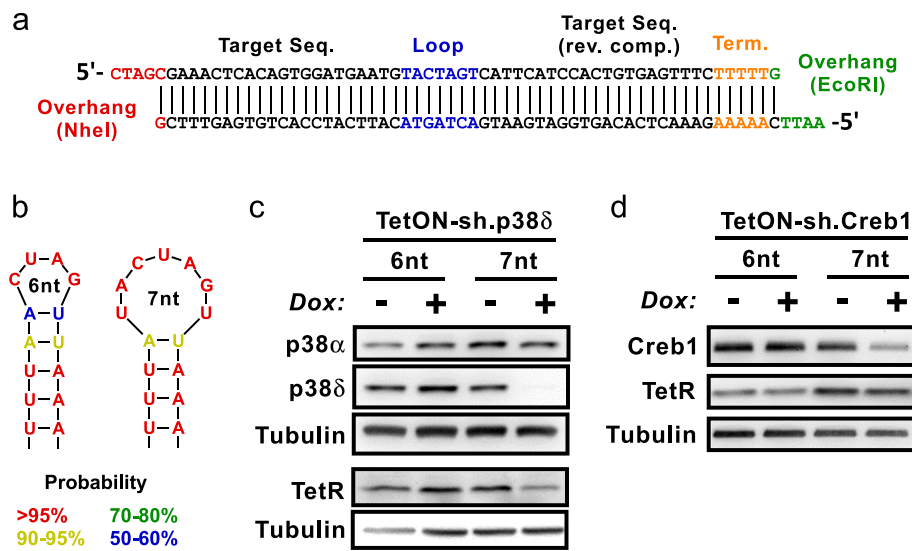 a
Target Seq. Loop Target Seq. (rev. comp.) Term.
5'- CTAGCGAAACTCACAGTGGATGAATGTACTAGTCATTCATCCACTGTGAGTTTCTTTTTG
Overhang (NheI)
Overhang (EcoRI)
GCTTTGAGTGTCACCTACTTACATGATCAGTAAGTAGGTGACACTCAAAGAAAAACTTAA -5'
b
U A
C G
6nt
A U
A U
U A
U A
U A
C U
A A
7nt
G
U U
A U
U A
U A
U A
Probability
>95% 70-80%
90-95% 50-60%
c
TetON-sh.p38δ
6nt 7nt
Dox: - + - +
p38α
p38δ
Tubulin
TetR
Tubulin
d
TetON-sh.Creb1
6nt 7nt
Dox: - + - +
Creb1
TetR
Tubulin